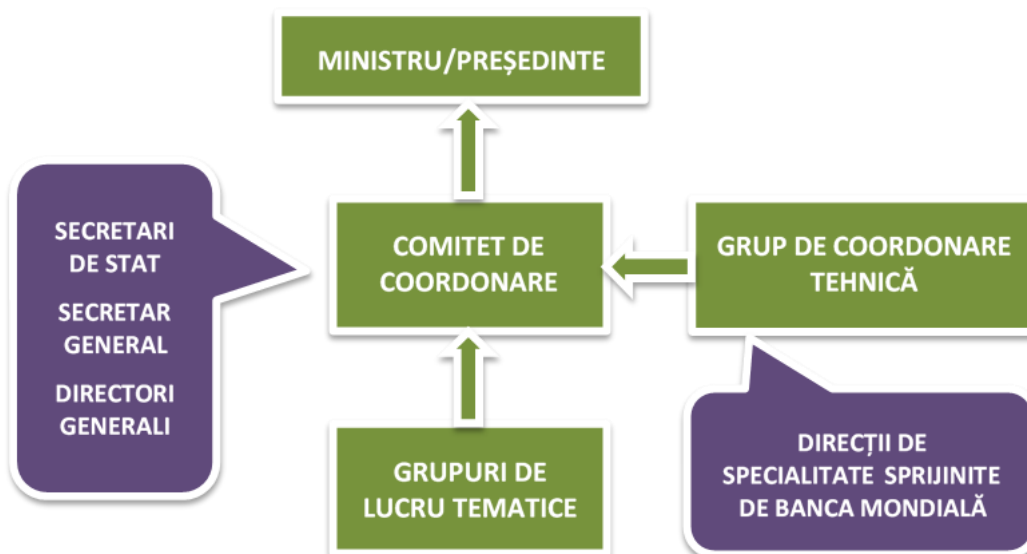 MINISTRU/PREȘEDINTE
SECRETARI
DE STAT
SECRETAR
GENERAL
DIRECTORI
GENERALI
COMITET DE
COORDONARE
GRUP DE COORDONARE
TEHNICĂ
GRUPURI DE
LUCRU TEMATICE
DIRECȚII DE
SPECIALITATE SPRIJINITE
DE BANCA MONDIALĂ